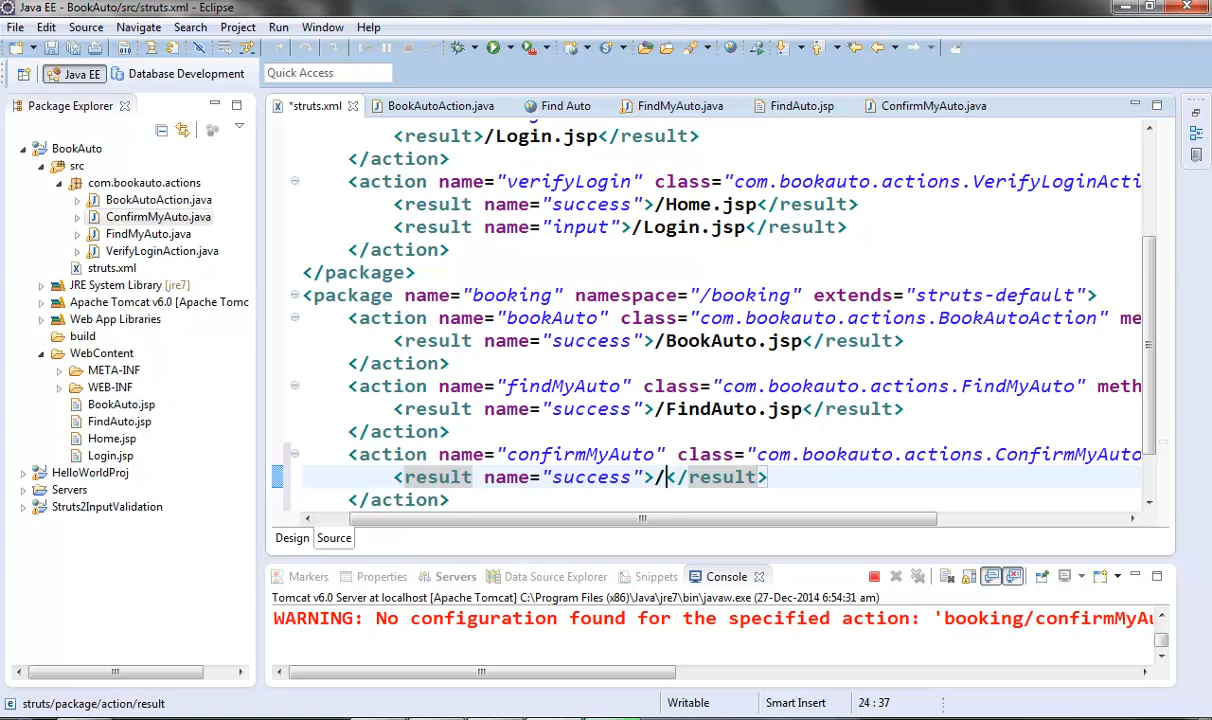 Java EE - BookAuto/src/struts.xml - Eclipse
File Edit Source Navigate Search Project Run Window Help
Java EE Database Development Quick Access
Package Explorer
BookAuto
src
com.bookauto.actions
BookAutoAction.java
ConfirmMyAuto.java
FindMyAuto.java
VerifyLoginAction.java
struts.xml
JRE System Library [jre7]
Apache Tomcat v6.0 [Apache Tomc
Web App Libraries
build
WebContent
META-INF
WEB-INF
BookAuto.jsp
FindAuto.jsp
Home.jsp
Login.jsp
HelloWorldProj
Servers
Struts2InputValidation
*struts.xml BookAutoAction.java Find Auto FindMyAuto.java FindAuto.jsp ConfirmMyAuto.java
<result>/Login.jsp</result>
</action>
<action name="verifyLogin" class="com.bookauto.actions.VerifyLoginActi
<result name="success">/Home.jsp</result>
<result name="input">/Login.jsp</result>
</action>
</package>
<package name="booking" namespace="/booking" extends="struts-default">
<action name="bookAuto" class="com.bookauto.actions.BookAutoAction" me
<result name="success">/BookAuto.jsp</result>
</action>
<action name="findMyAuto" class="com.bookauto.actions.FindMyAuto" meth
<result name="success">/FindAuto.jsp</result>
</action>
<action name="confirmMyAuto" class="com.bookauto.actions.ConfirmMyAuto
<result name="success">/</result>
</action>
Design Source
Markers Properties Servers Data Source Explorer Snippets Console
Tomcat v6.0 Server at localhost [Apache Tomcat] C:\Program Files (x86)\Java\jre7\bin\javaw.exe (27-Dec-2014 6:54:31 am)
WARNING: No configuration found for the specified action: 'booking/confirmMyAu
struts/package/action/result Writable Smart Insert 24 : 37